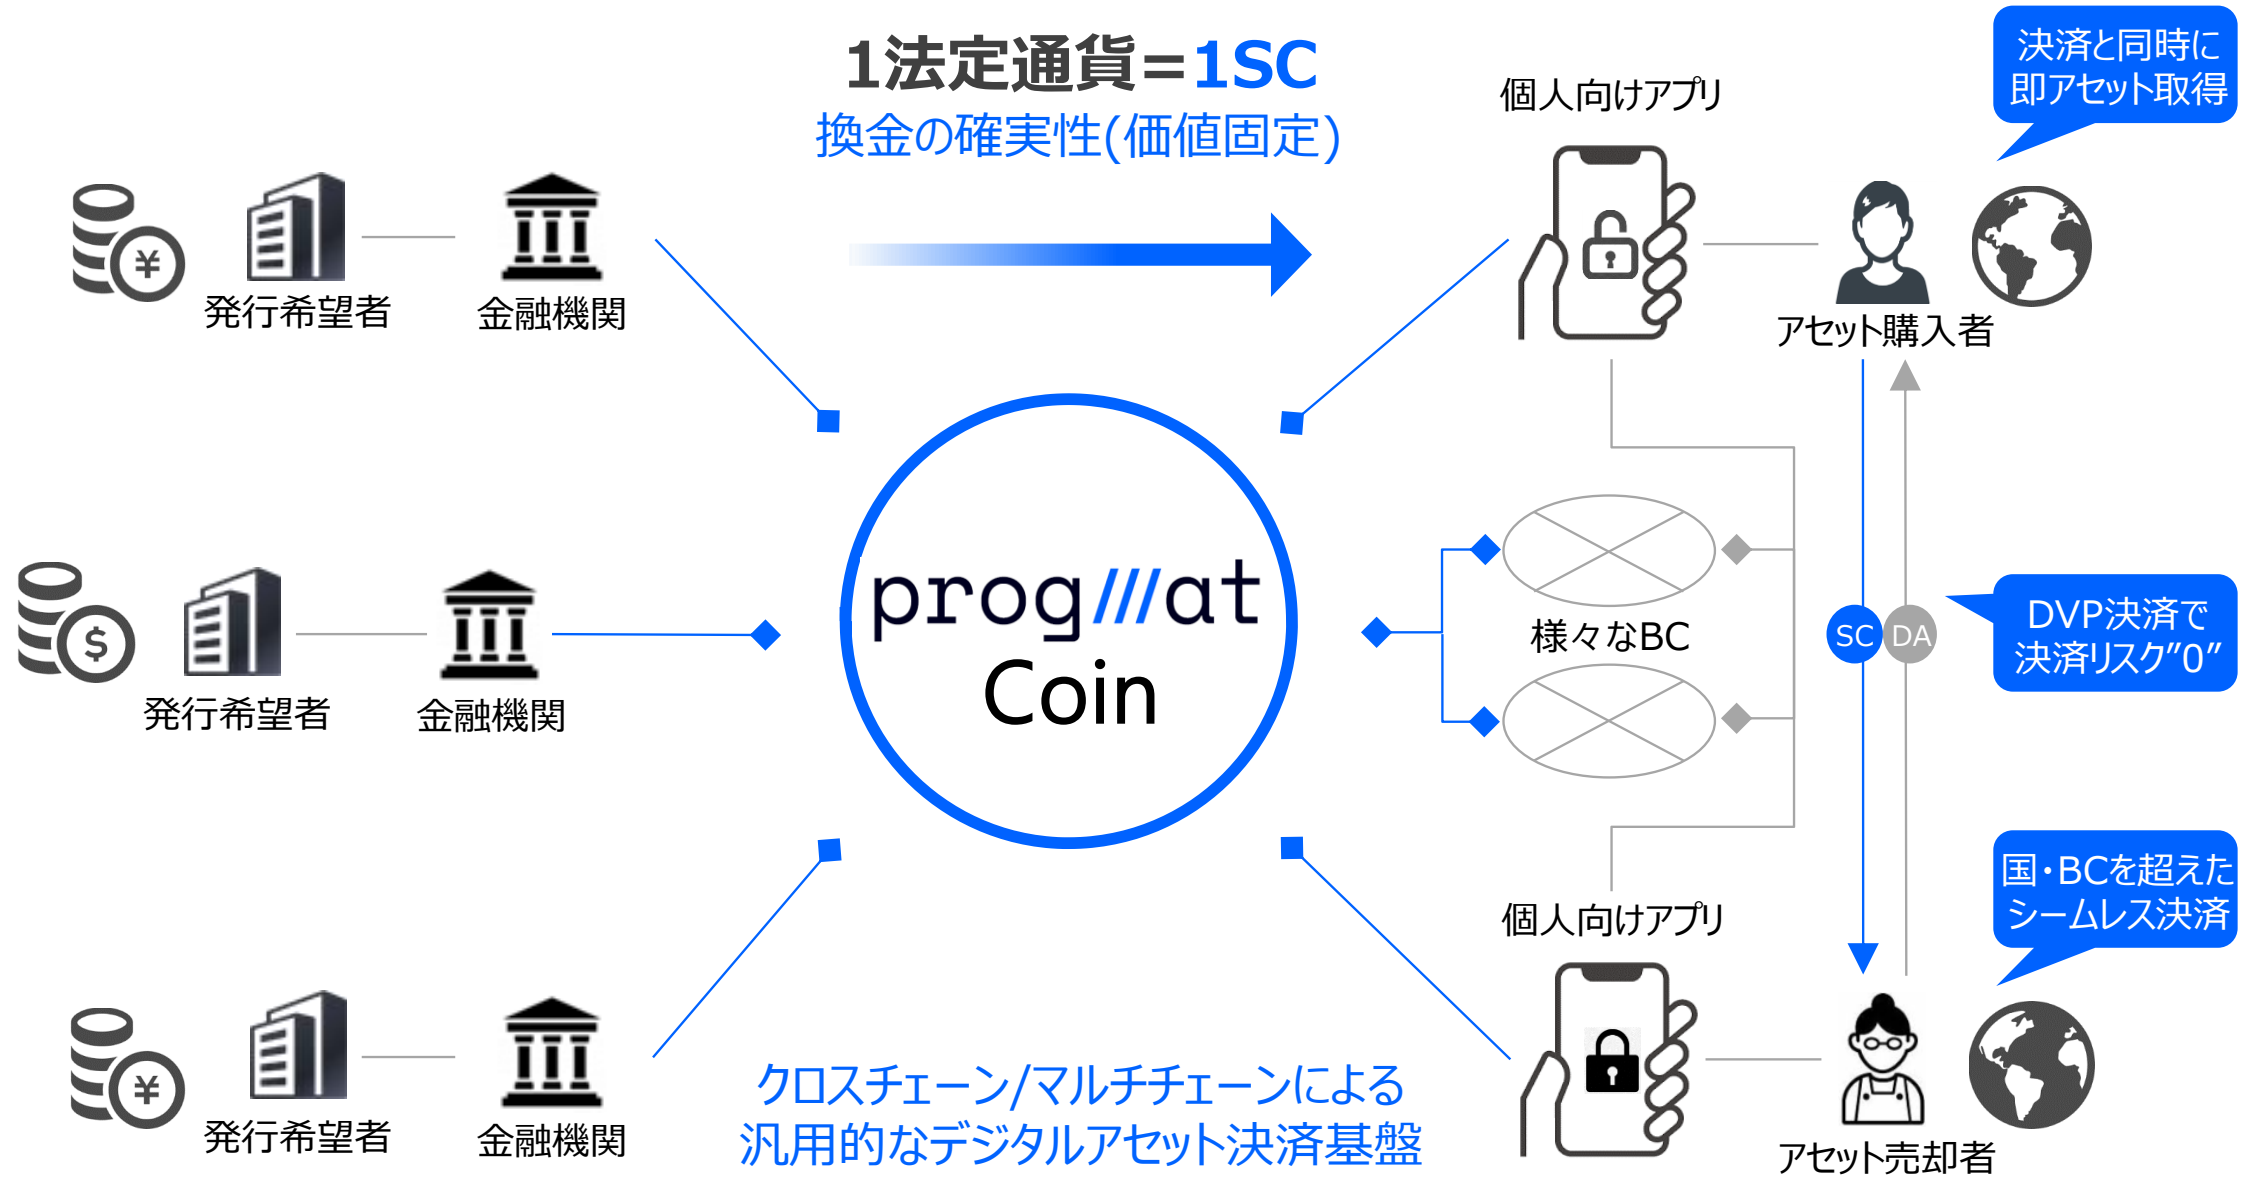 1法定通貨=1SC
換金の確実性(価値固定)
個人向けアプリ
決済と同時に
即アセット取得
¥
発行希望者
金融機関
アセット購入者
$
発行希望者
金融機関
progmat
Coin
様々なBC
SC
DA
DVP決済で
決済リスク”0”
国・BCを超えた
シームレス決済
個人向けアプリ
¥
発行希望者
金融機関
クロスチェーン/マルチチェーンによる
汎用的なデジタルアセット決済基盤
アセット売却者